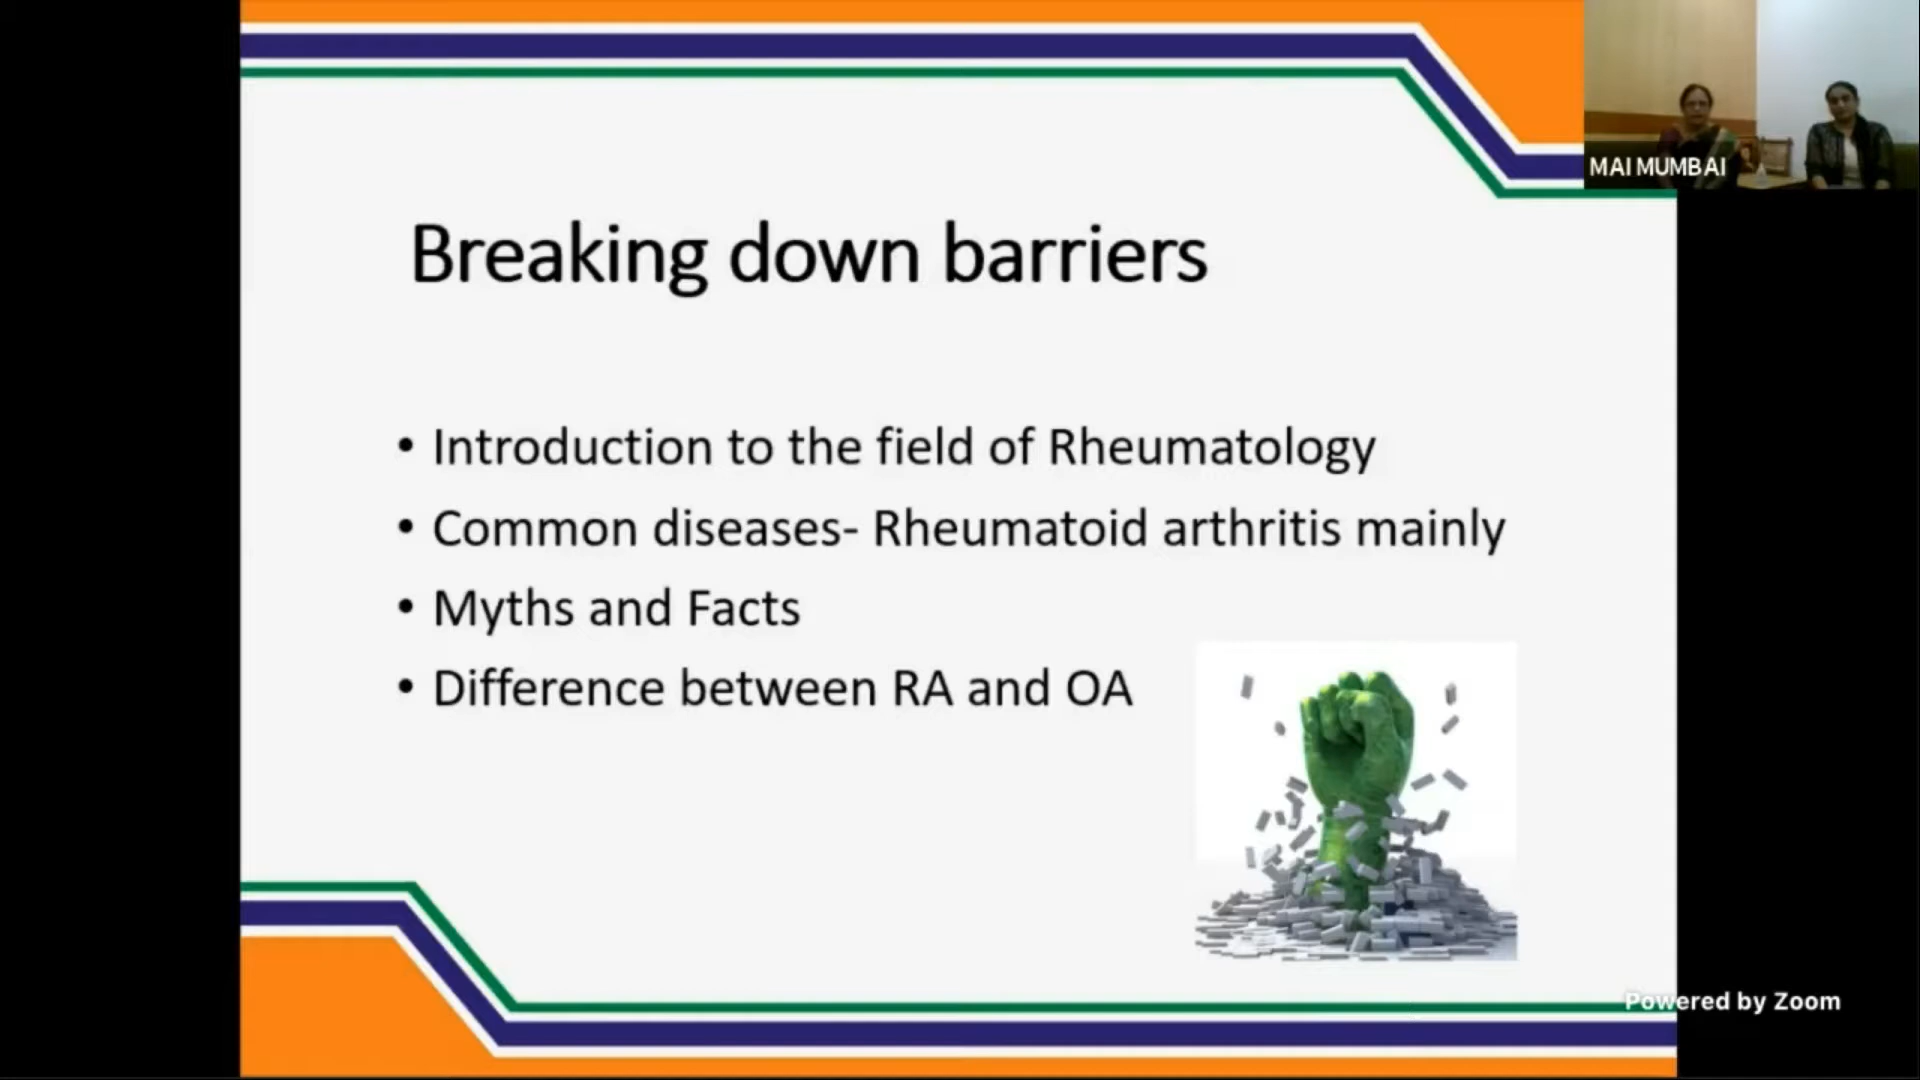 MAI MUMBAI
Breaking down barriers
• Introduction to the field of Rheumatology
• Common diseases- Rheumatoid arthritis mainly
• Myths and Facts
• Difference between RA and OA
Powered by Zoom